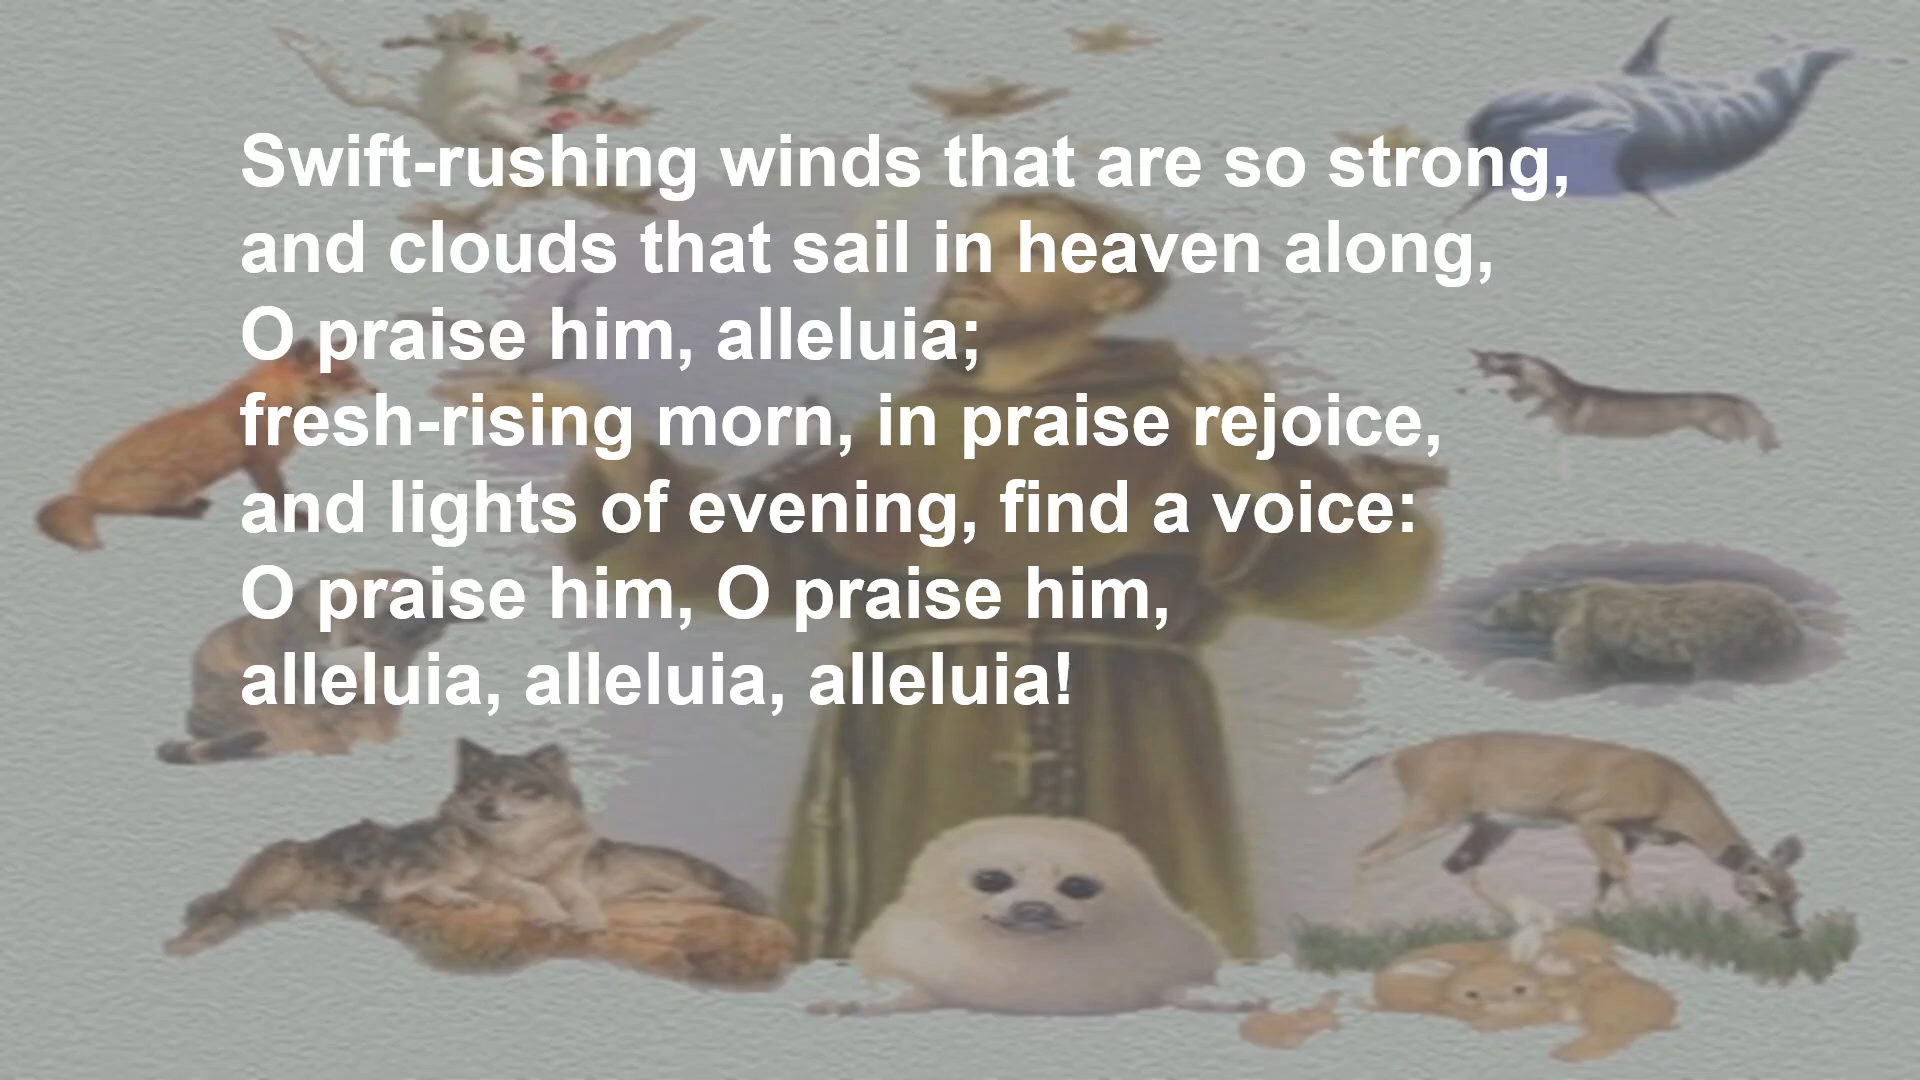 Swift-rushing winds that are so strong,
and clouds that sail in heaven along,
O praise him, alleluia;
fresh-rising morn, in praise rejoice,
and lights of evening, find a voice:
O praise him, O praise him,
alleluia, alleluia, alleluia!